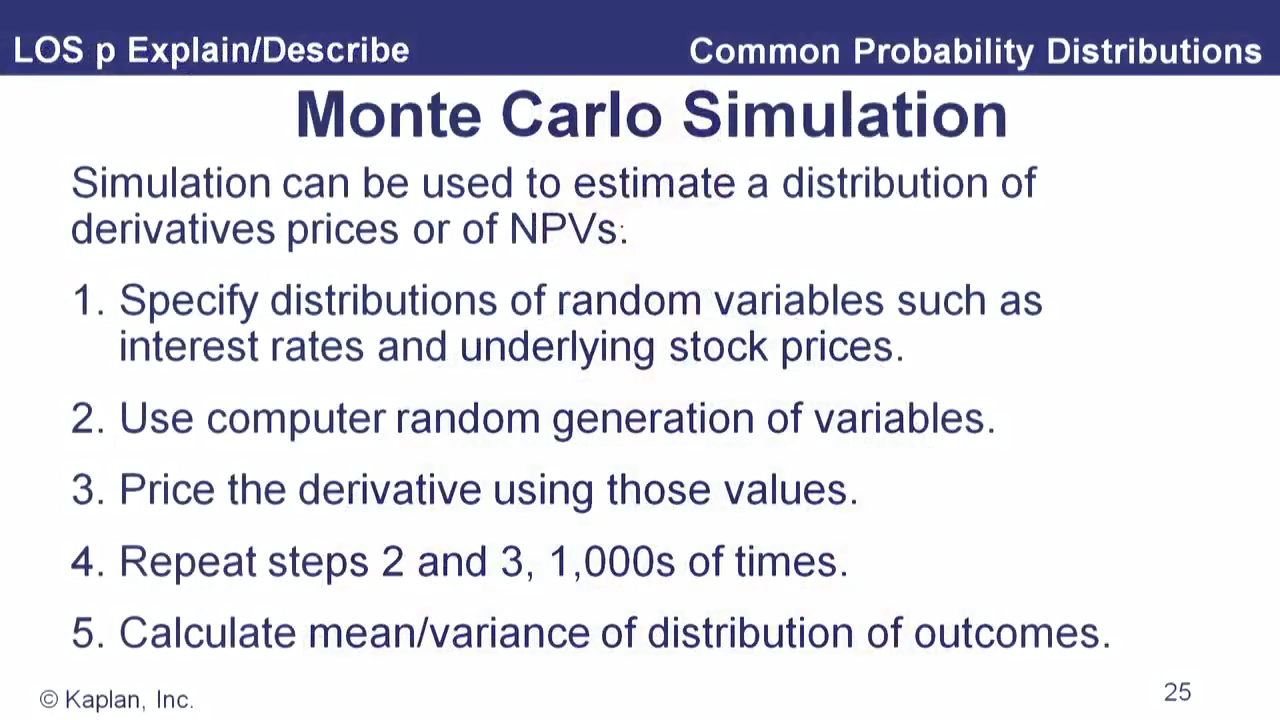 LOS p Explain/Describe
Common Probability Distributions
Monte Carlo Simulation
Simulation can be used to estimate a distribution of
derivatives prices or of NPVs:
1. Specify distributions of random variables such as
interest rates and underlying stock prices.
2. Use computer random generation of variables.
3. Price the derivative using those values.
4. Repeat steps 2 and 3, 1,000s of times.
5. Calculate mean/variance of distribution of outcomes.
© Kaplan, Inc.
25